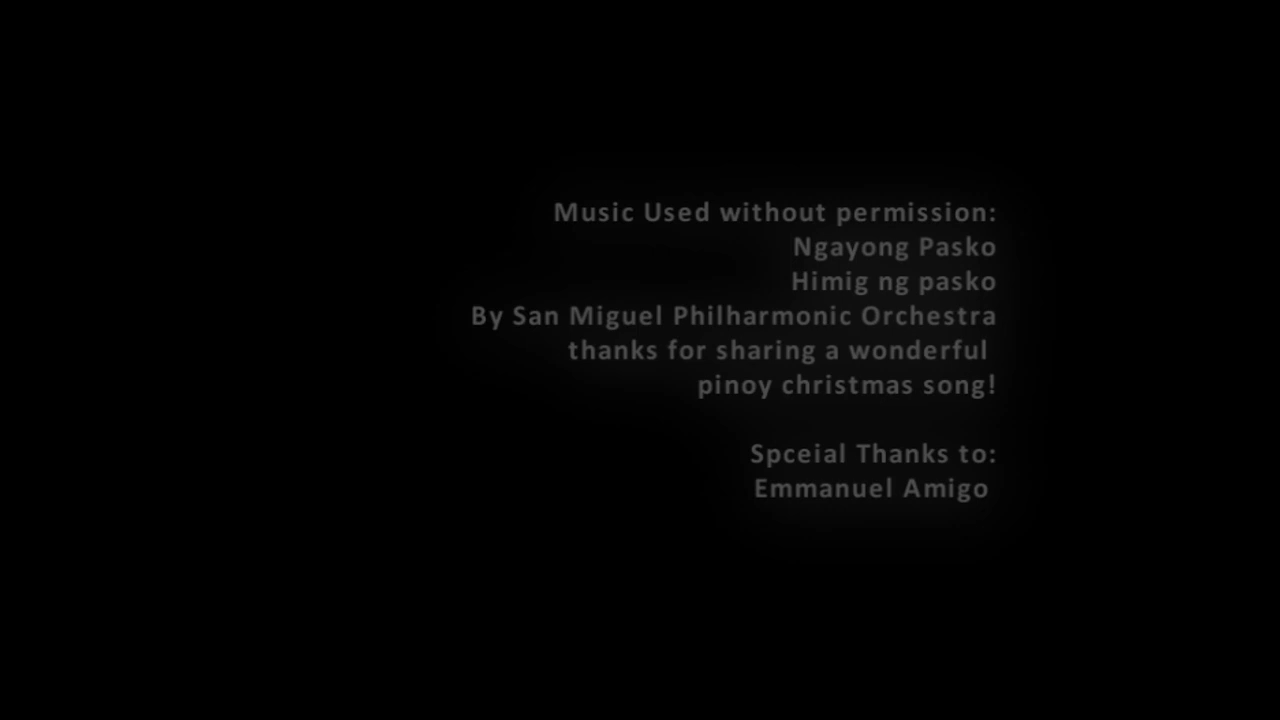 Music Used without permission:
Ngayong Pasko
Himig ng pasko
By San Miguel Philharmonic Orchestra
thanks for sharing a wonderful
pinoy christmas song!
Spceial Thanks to:
Emmanuel Amigo